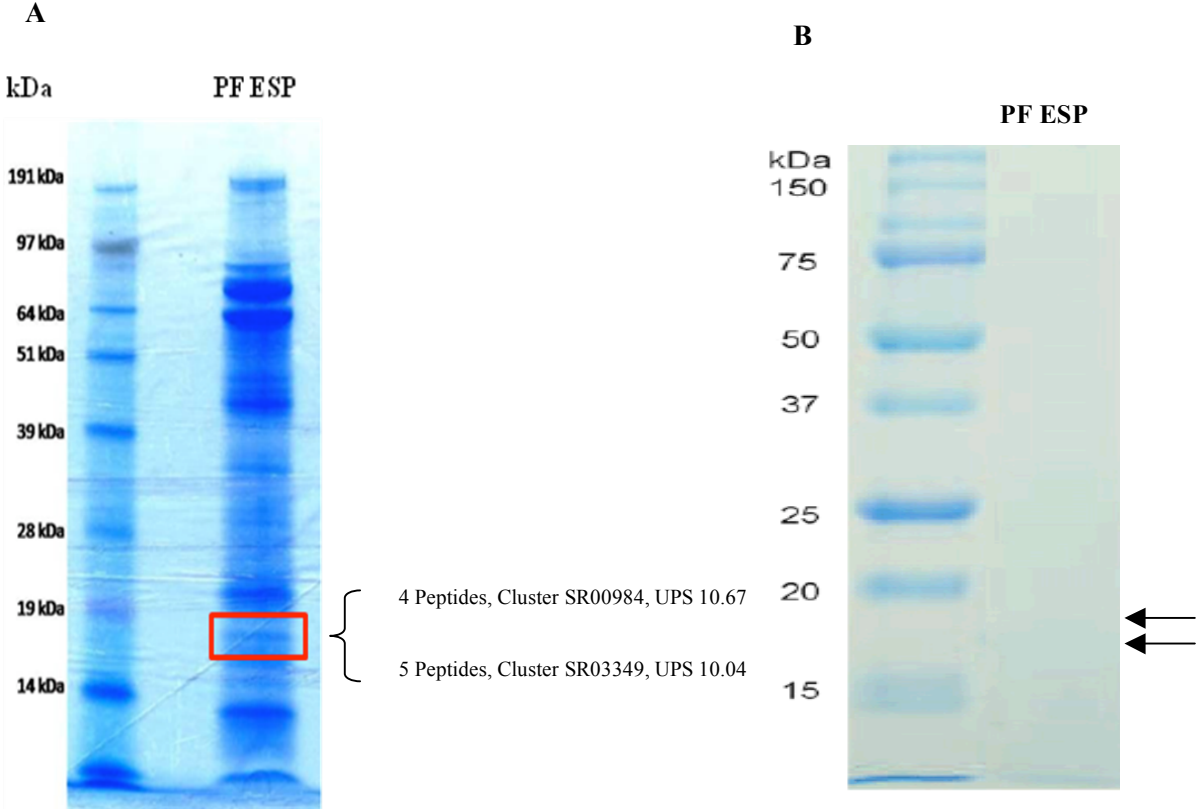 A
kDa
PF ESP
191 kDa
97 kDa
64 kDa
51 kDa
39 kDa
28 kDa
19 kDa
14 kDa
4 Peptides, Cluster SR00984, UPS 10.67
5 Peptides, Cluster SR03349, UPS 10.04
B
PF ESP
kDa
150
75
50
37
25
20
15